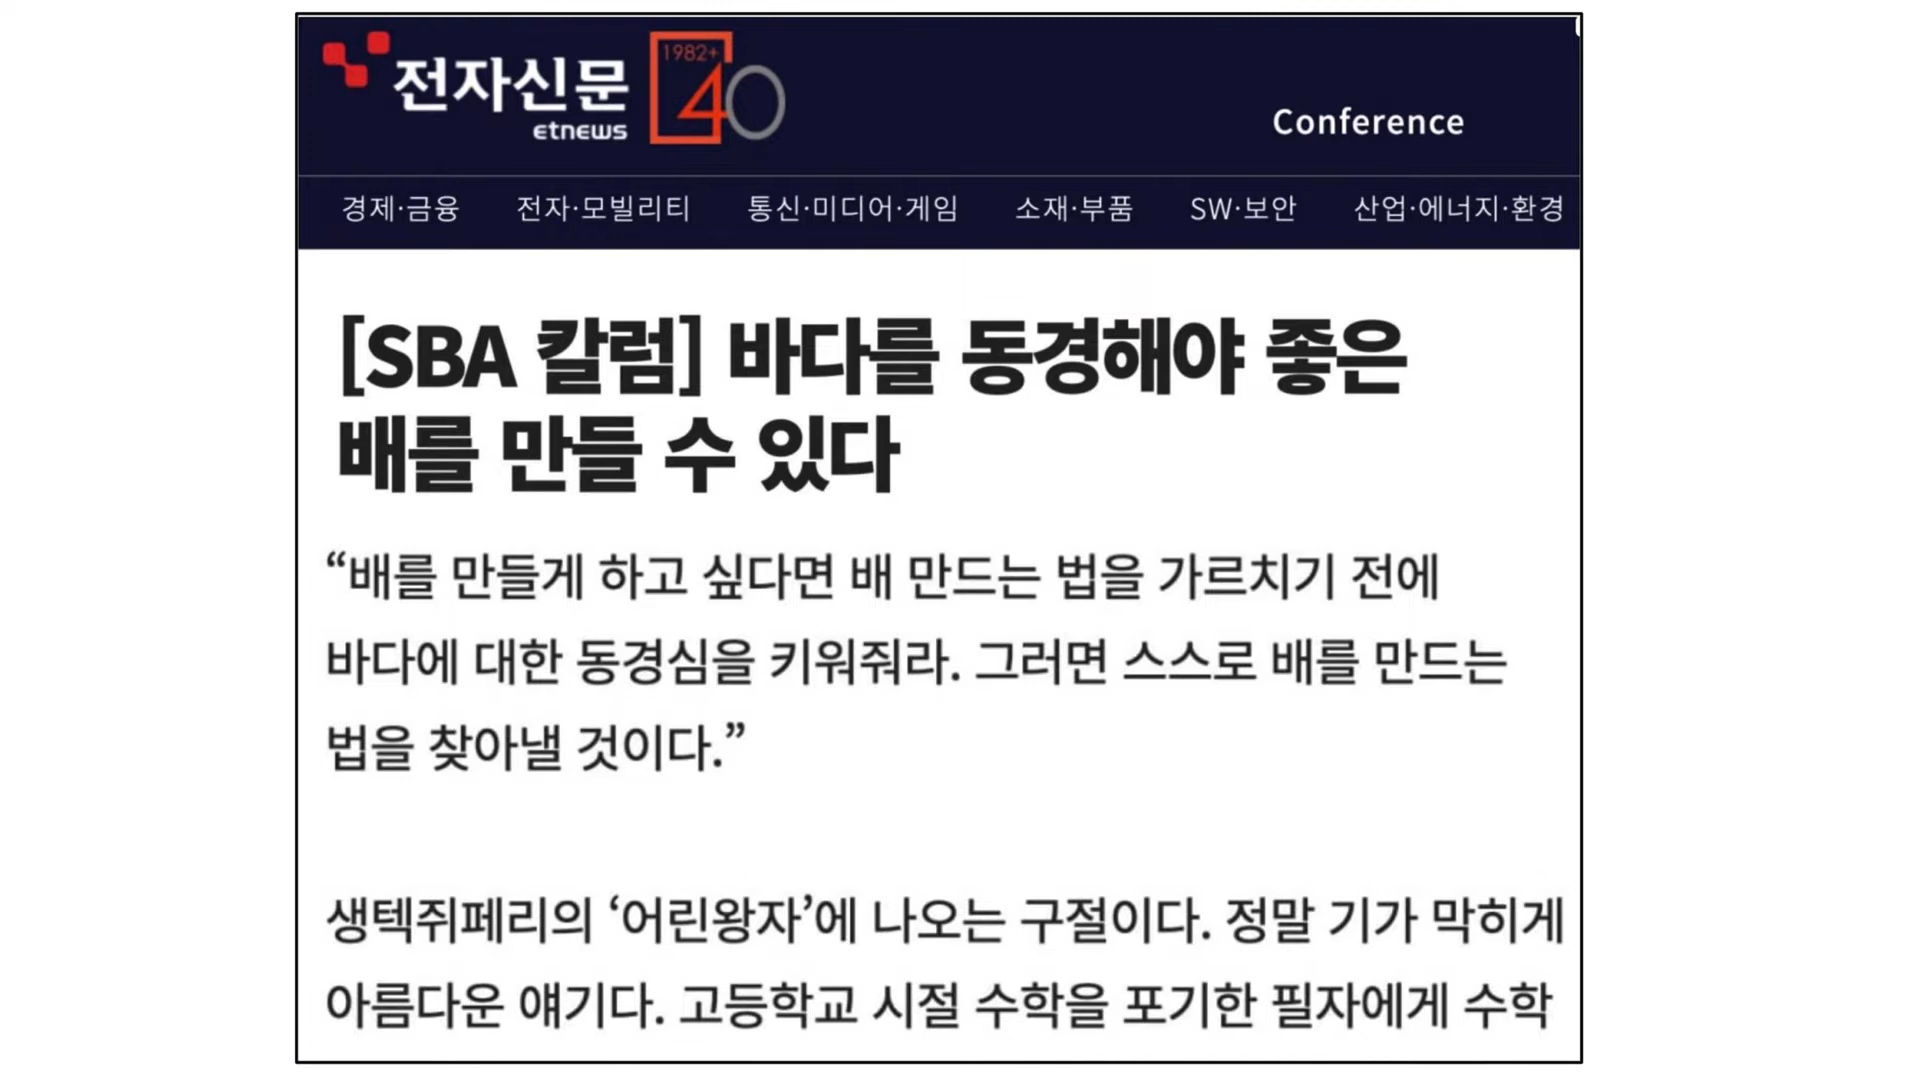 전자신문
etnews
1982+
40
Conference
경제·금융 전자·모빌리티 통신·미디어·게임 소재·부품 SW·보안 산업·에너지·환경
[SBA 칼럼] 바다를 동경해야 좋은
배를 만들 수 있다
“배를 만들게 하고 싶다면 배 만드는 법을 가르치기 전에
바다에 대한 동경심을 키워줘라. 그러면 스스로 배를 만드는
법을 찾아낼 것이다.”
생텍쥐페리의 ‘어린왕자’에 나오는 구절이다. 정말 기가 막히게
아름다운 얘기다. 고등학교 시절 수학을 포기한 필자에게 수학